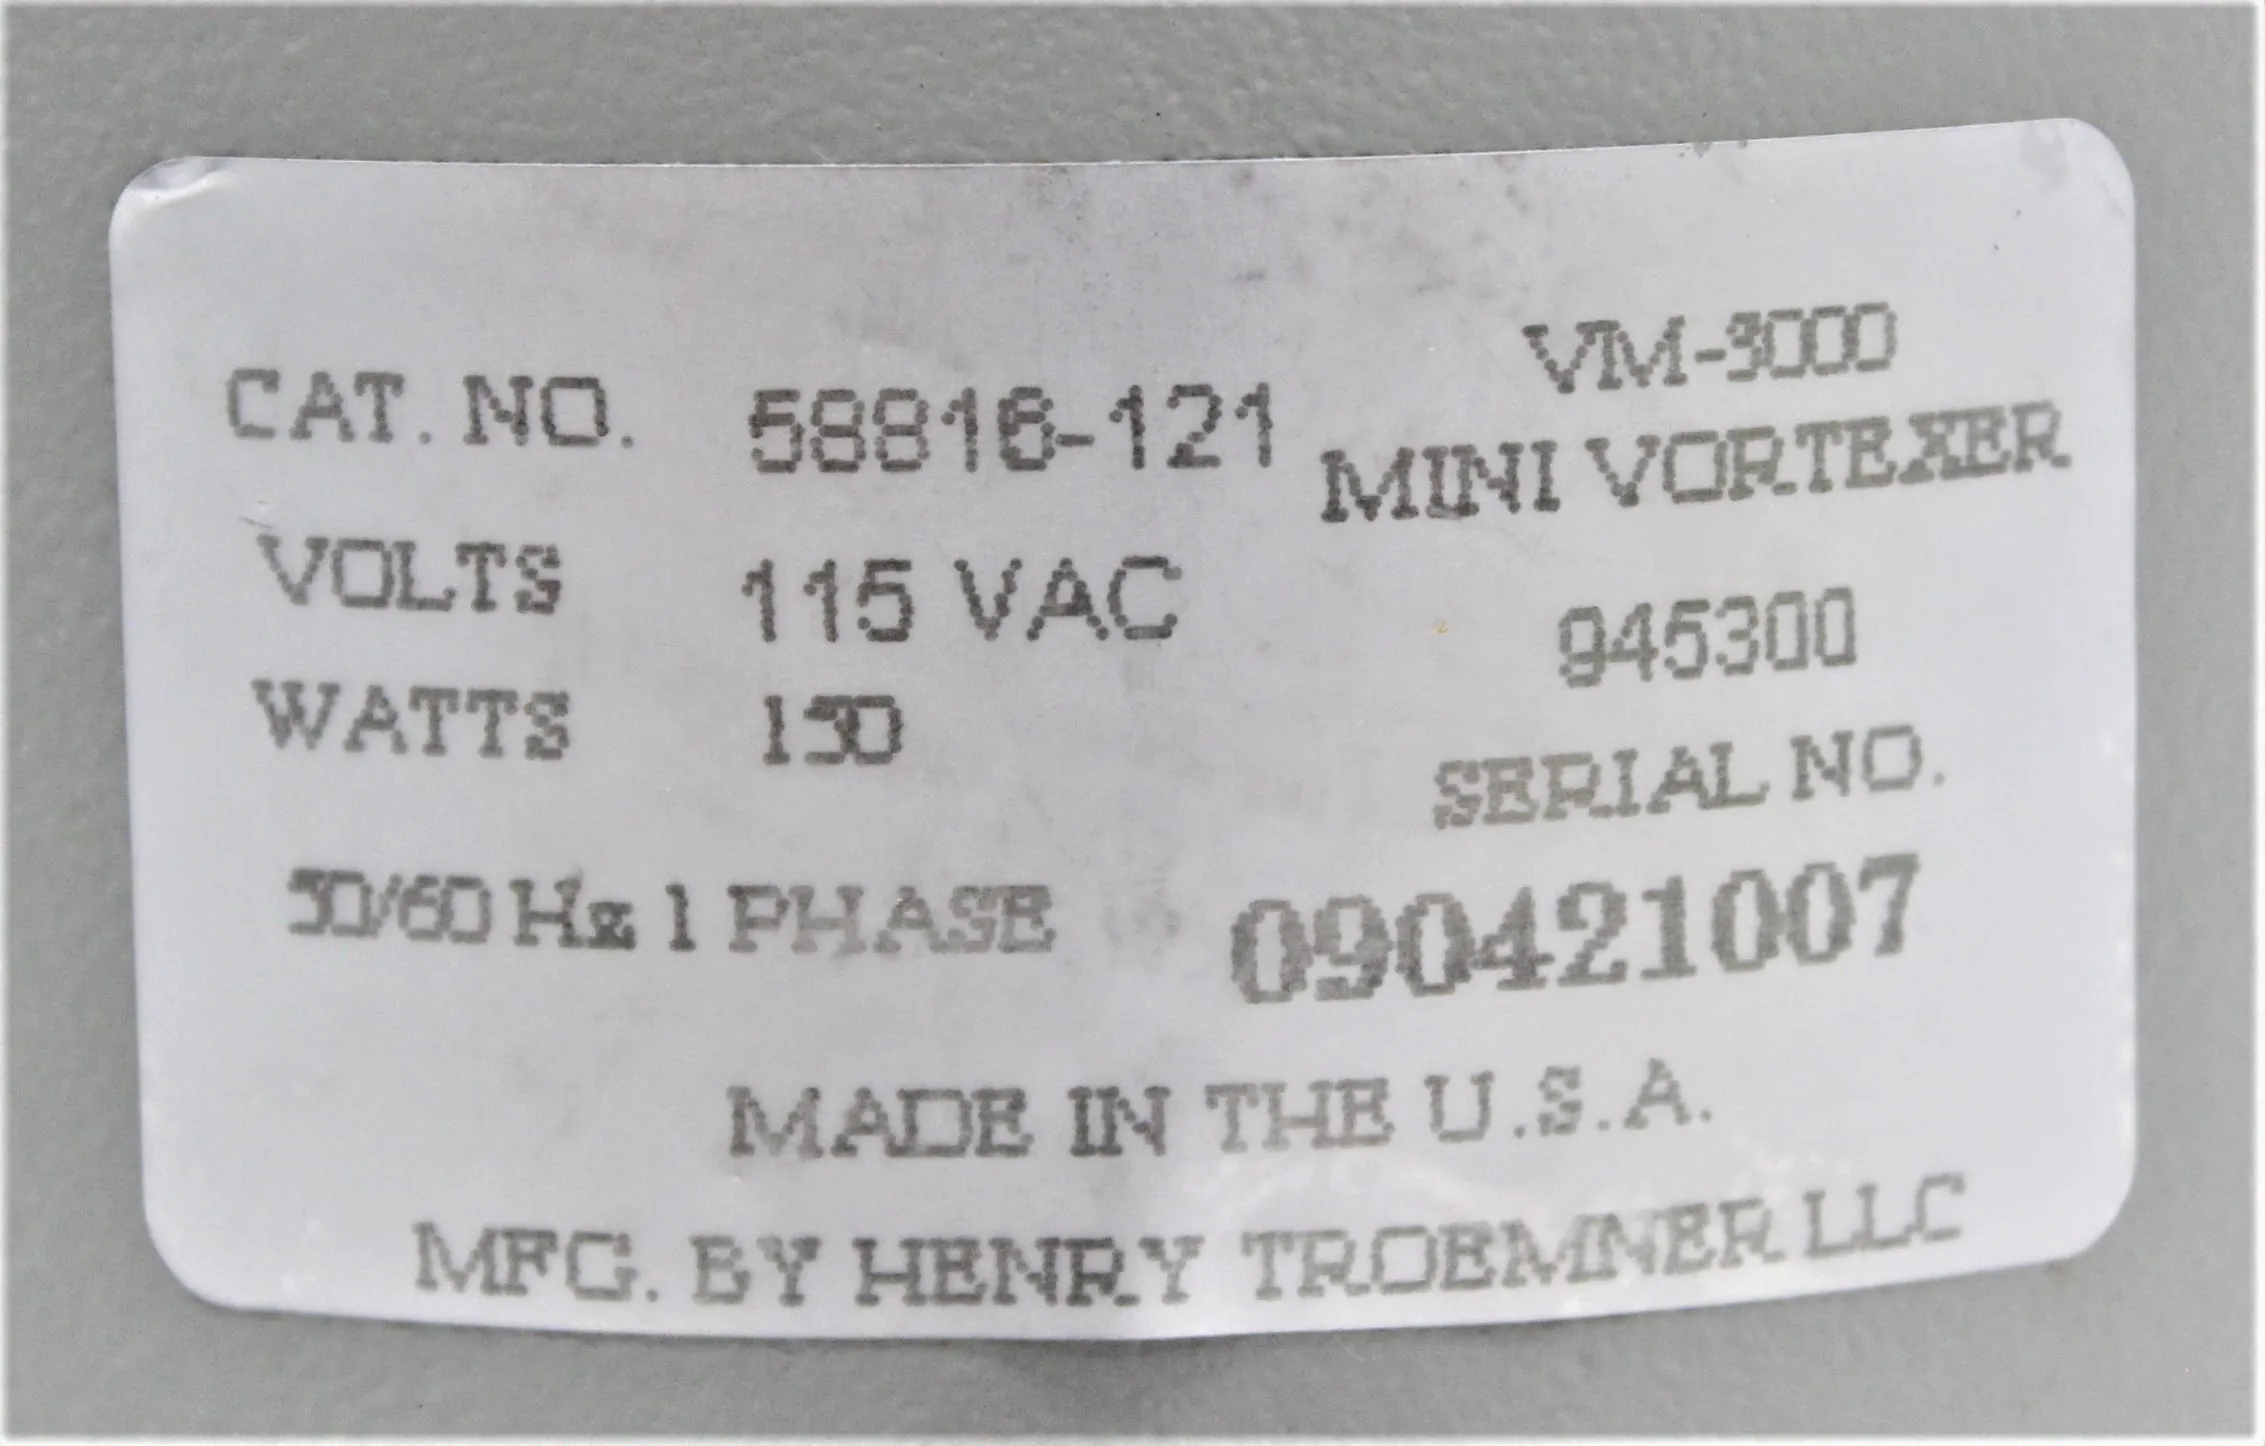 VM-3000
CAT. NO. 58816-121
MINI VORTEXER
VOLTS 115 VAC
945300
WATTS 150
SERIAL NO.
50/60 Hz 1 PHASE
090421007
MADE IN THE U.S.A.
MFG. BY HENRY TROEMNER LLC